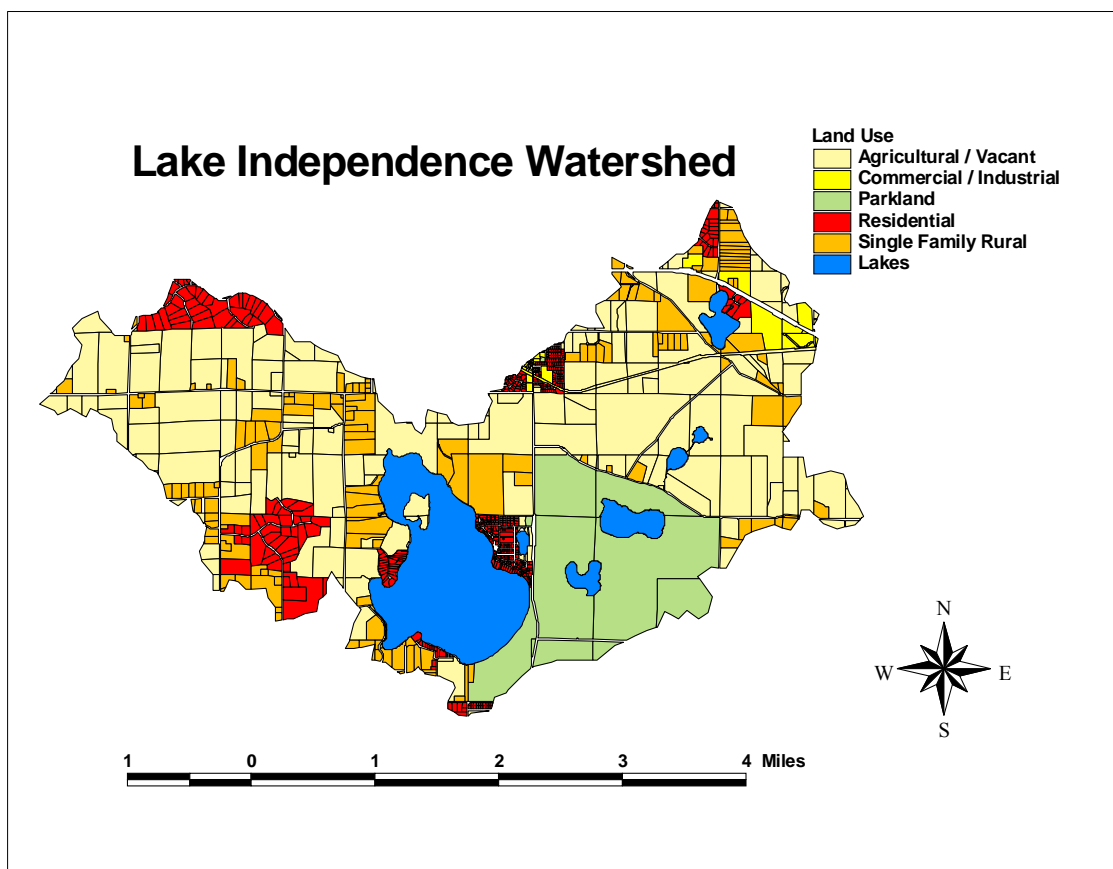 Lake Independence Watershed
Land Use
Agricultural / Vacant
Commercial / Industrial
Parkland
Residential
Single Family Rural
Lakes
N
W E
S
1 0 1 2 3 4 Miles